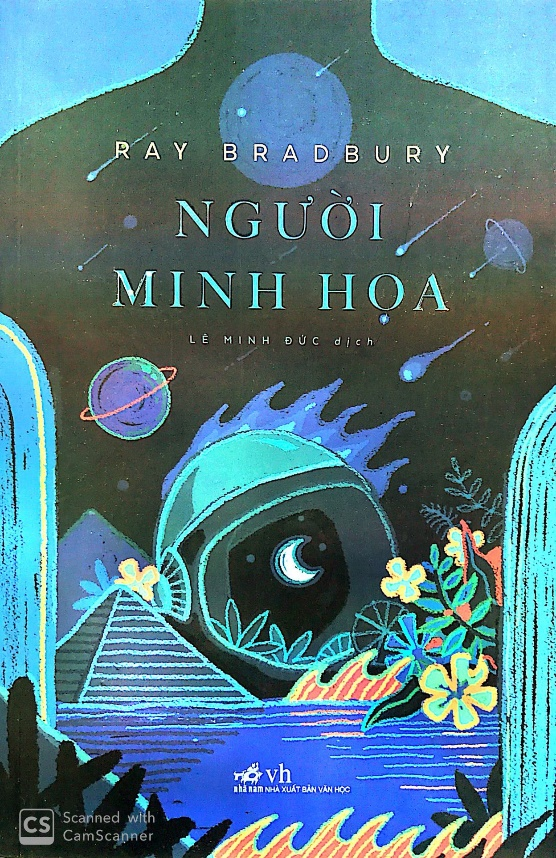 RAY BRADBURY
NGƯỜI
MINH HỌA
LÊ MINH ĐỨC dịch
vh
nhã nam NHÀ XUẤT BẢN VĂN HỌC
CS Scanned with
CamScanner